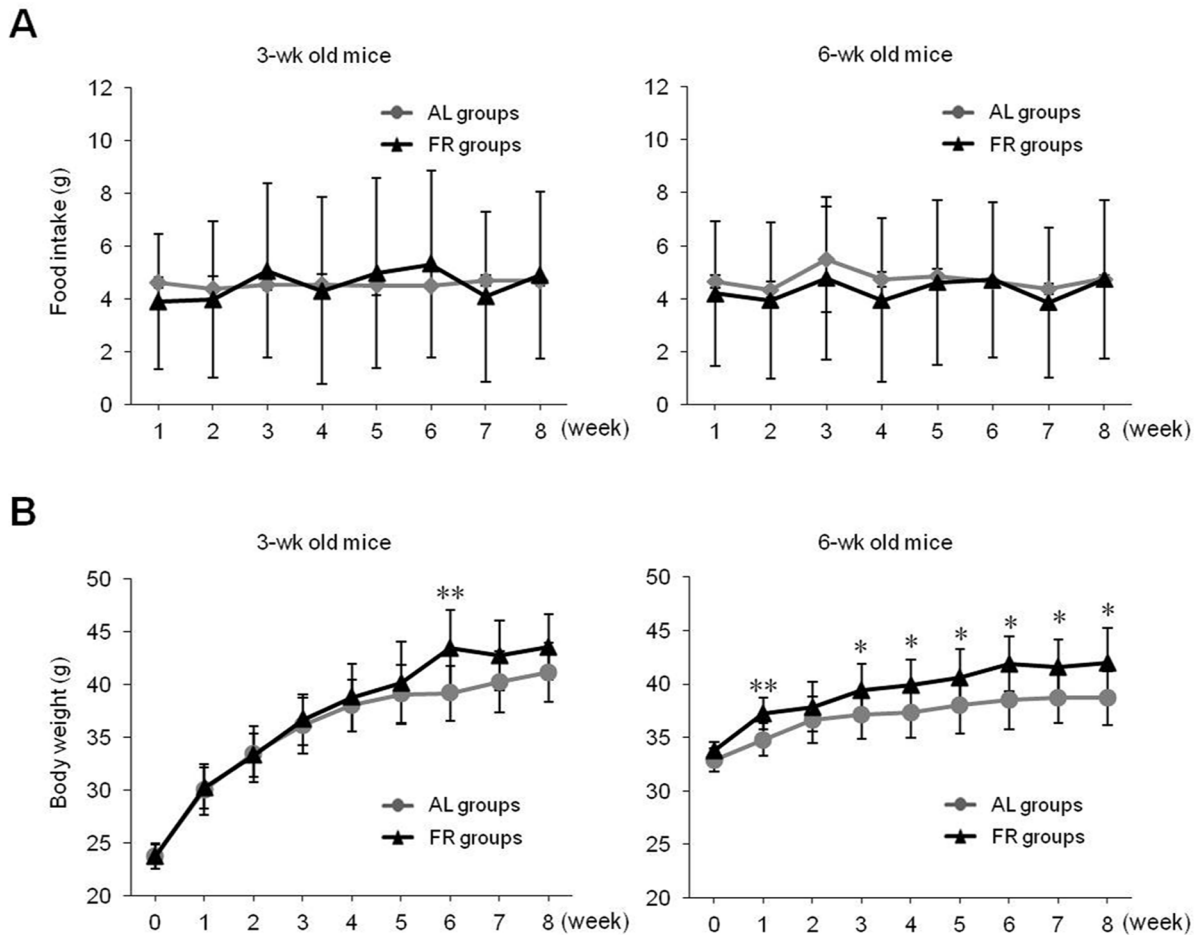 A
3-wk old mice
6-wk old mice
12
10
8
6
4
2
0
Food intake (g)
AL groups
FR groups
1 2 3 4 5 6 7 8 (week)
12
10
8
6
4
2
0
AL groups
FR groups
1 2 3 4 5 6 7 8 (week)
B
3-wk old mice
6-wk old mice
50
45
40
35
30
25
20
Body weight (g)
**
AL groups
FR groups
0 1 2 3 4 5 6 7 8 (week)
50
45
40
35
30
25
20
** * * * * * *
AL groups
FR groups
0 1 2 3 4 5 6 7 8 (week)